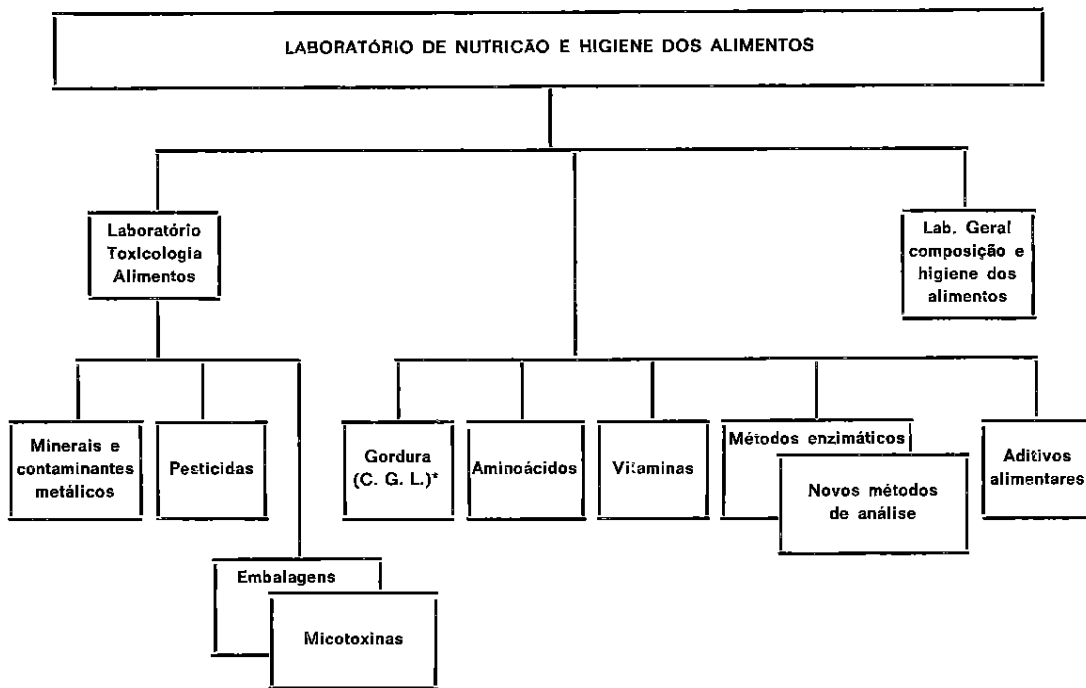 LABORATÓRIO DE NUTRICÃO E HIGIENE DOS ALIMENTOS
Laboratório
Toxicologia
Alimentos
Lab. Geral
composição e
higiene dos
alimentos
Minerais e
contaminantes
metálicos
Pesticidas
Gordura
(C. G. L.)*
Aminoácidos
Vitaminas
Métodos enzimáticos
Novos métodos
de análise
Aditivos
alimentares
Embalagens
Micotoxinas